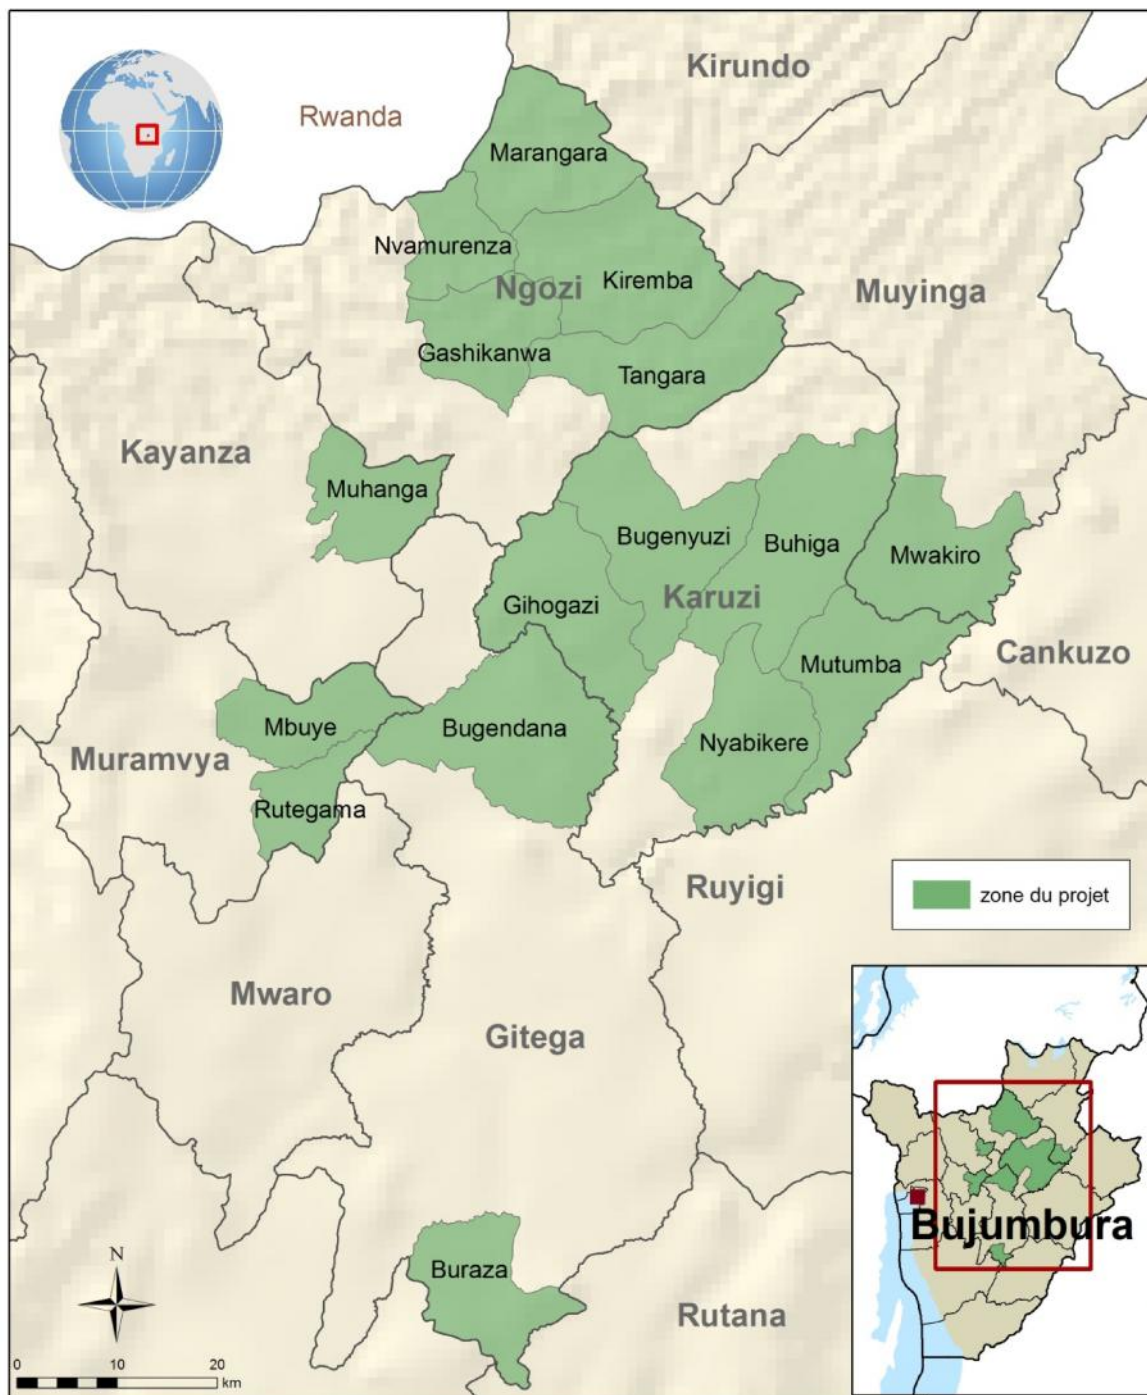 Kirundo
Rwanda
Marangara
Nvamurenza
Kiremba
Ngozi
Muyinga
Gashikanwa
Tangara
Kayanza
Muhanga
Bugenyuzi
Buhiga
Mwakiro
Gihogazi
Karuzi
Cankuzo
Mutumba
Mbuye
Bugendana
Nyabikere
Muramvya
Rutegama
Ruyigi
zone du projet
Mwaro
Gitega
Bujumbura
N
Buraza
Rutana
0 10 20
km